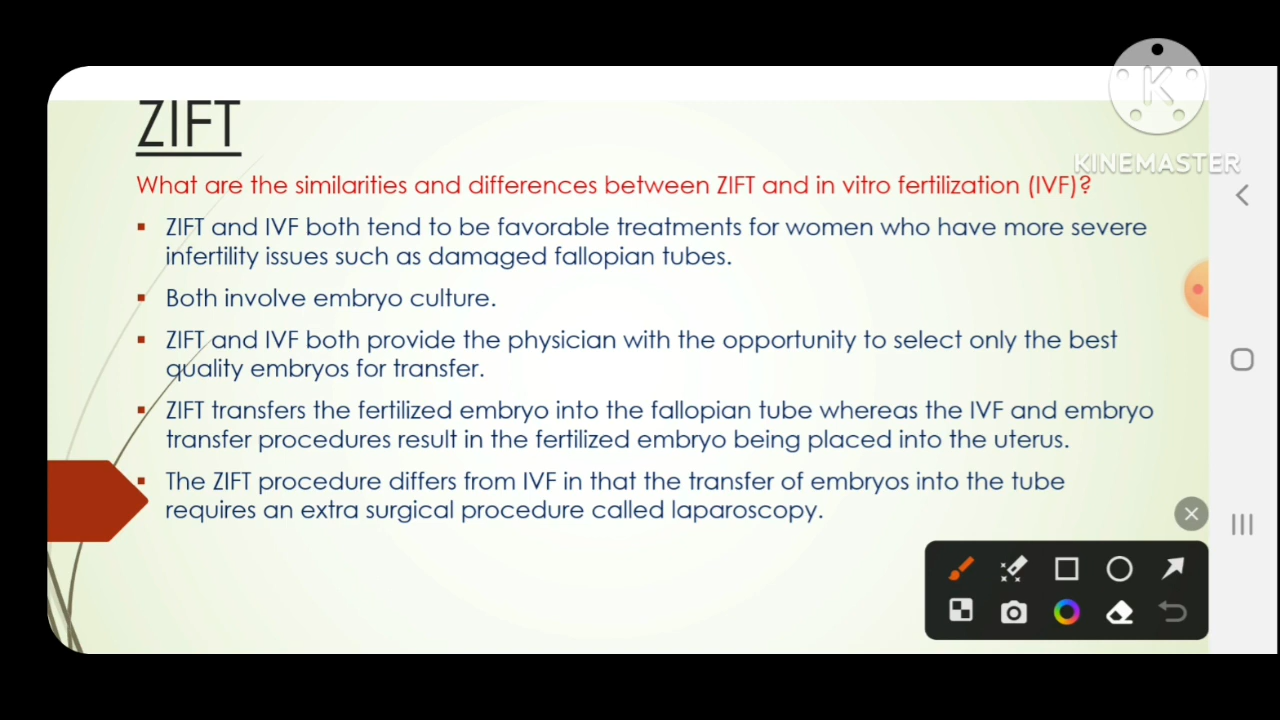 ZIFT
What are the similarities and differences between ZIFT and in vitro fertilization (IVF)?
ZIFT and IVF both tend to be favorable treatments for women who have more severe
infertility issues such as damaged fallopian tubes.
Both involve embryo culture.
ZIFT and IVF both provide the physician with the opportunity to select only the best
quality embryos for transfer.
ZIFT transfers the fertilized embryo into the fallopian tube whereas the IVF and embryo
transfer procedures result in the fertilized embryo being placed into the uterus.
The ZIFT procedure differs from IVF in that the transfer of embryos into the tube
requires an extra surgical procedure called laparoscopy.
K
KINEMASTER